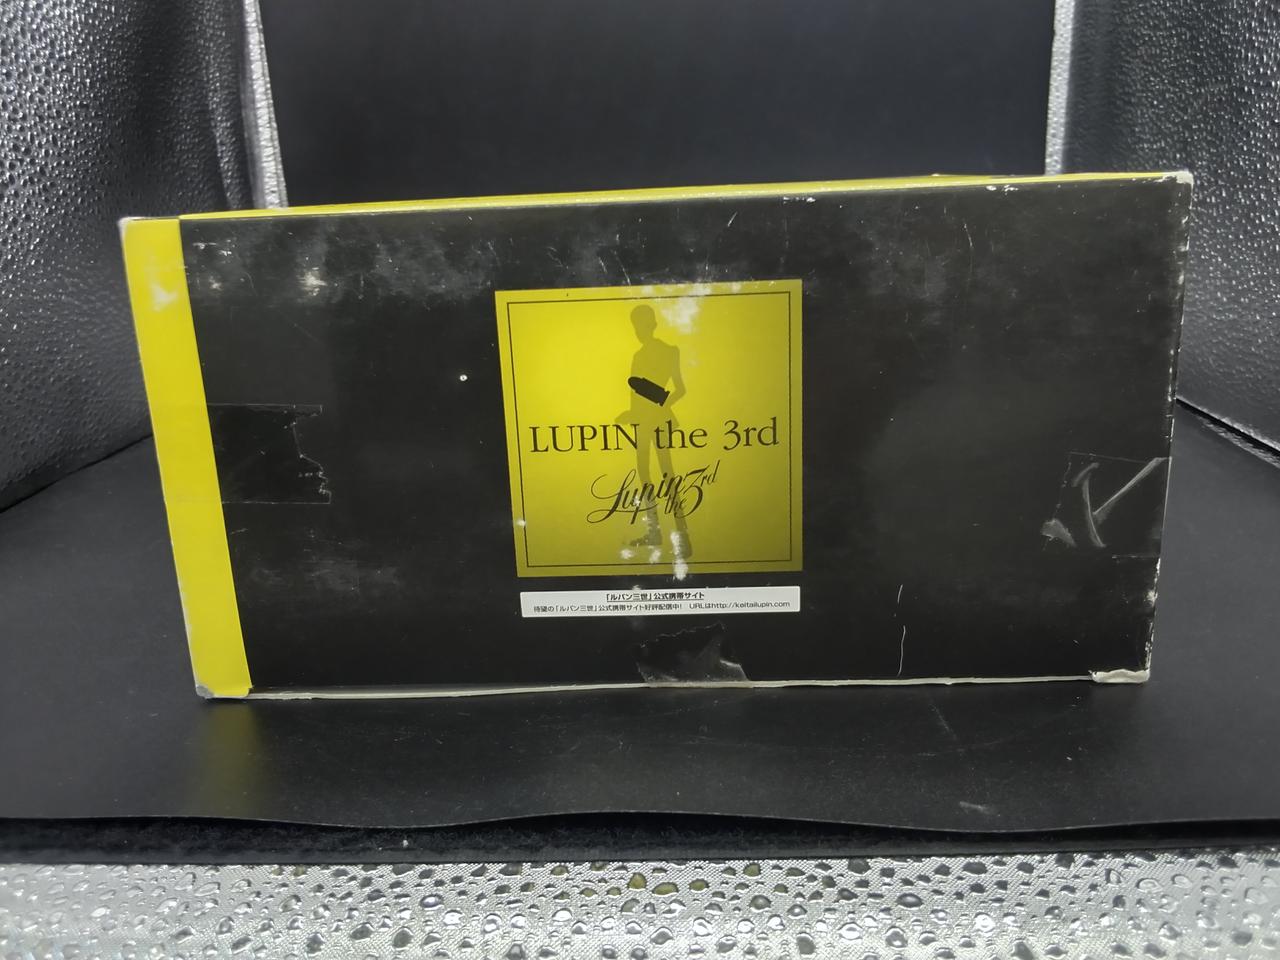 LUPIN the 3rd
Lupin the 3rd
「ルパン三世」公式携帯サイト
待望の「ルパン三世」公式携帯サイト好評配信中! URLはhttp://keitailupin.com